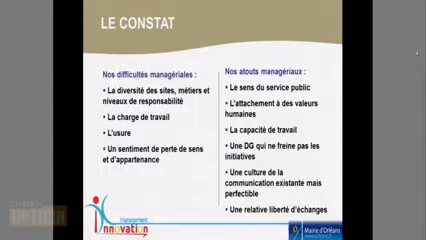 LE CONSTAT
Nos difficultés managériales :
• La diversité des sites, métiers et
niveaux de responsabilité
• La charge de travail
• L'usure
• Un sentiment de perte de sens
et d'appartenance
Nos atouts managériaux :
• Le sens du service public
• L'attachement à des valeurs
humaines
• La capacité de travail
• Une DG qui ne freine pas les
initiatives
• Une culture de la
communication existante mais
perfectible
• Une relative liberté d'échanges
Management
innovation
Mairie d'Orléans